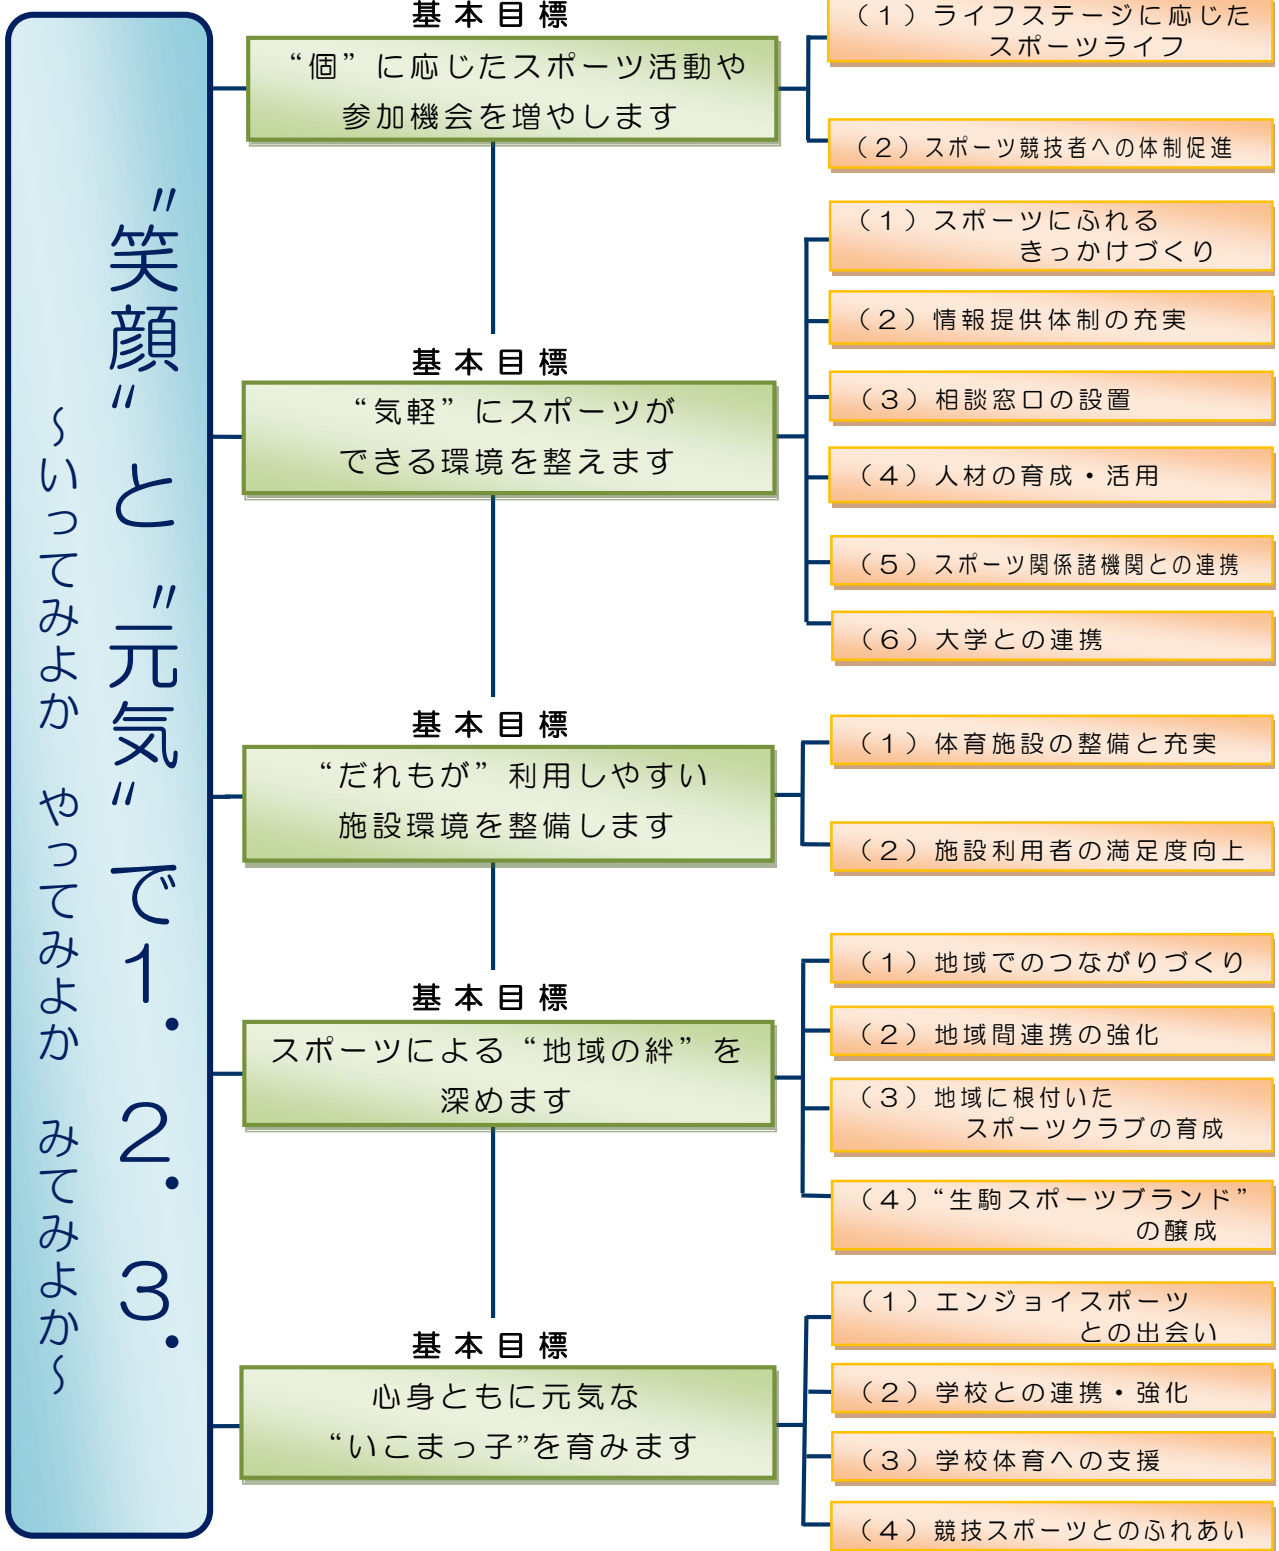 〝笑顔〟と〝元気〟で１．２．３．
～いってみよか　やってみよか　みてみよか～
基本目標
“個”に応じたスポーツ活動や
参加機会を増やします
（１）ライフステージに応じた
スポーツライフ
（２）スポーツ競技者への体制促進
基本目標
“気軽”にスポーツが
できる環境を整えます
（１）スポーツにふれる
きっかけづくり
（２）情報提供体制の充実
（３）相談窓口の設置
（４）人材の育成・活用
（５）スポーツ関係諸機関との連携
（６）大学との連携
基本目標
“だれもが”利用しやすい
施設環境を整備します
（１）体育施設の整備と充実
（２）施設利用者の満足度向上
基本目標
スポーツによる“地域の絆”を
深めます
（１）地域でのつながりづくり
（２）地域間連携の強化
（３）地域に根付いた
スポーツクラブの育成
（４）“生駒スポーツブランド”
の醸成
基本目標
心身ともに元気な
“いこまっ子”を育みます
（１）エンジョイスポーツ
との出会い
（２）学校との連携・強化
（３）学校体育への支援
（４）競技スポーツとのふれあい